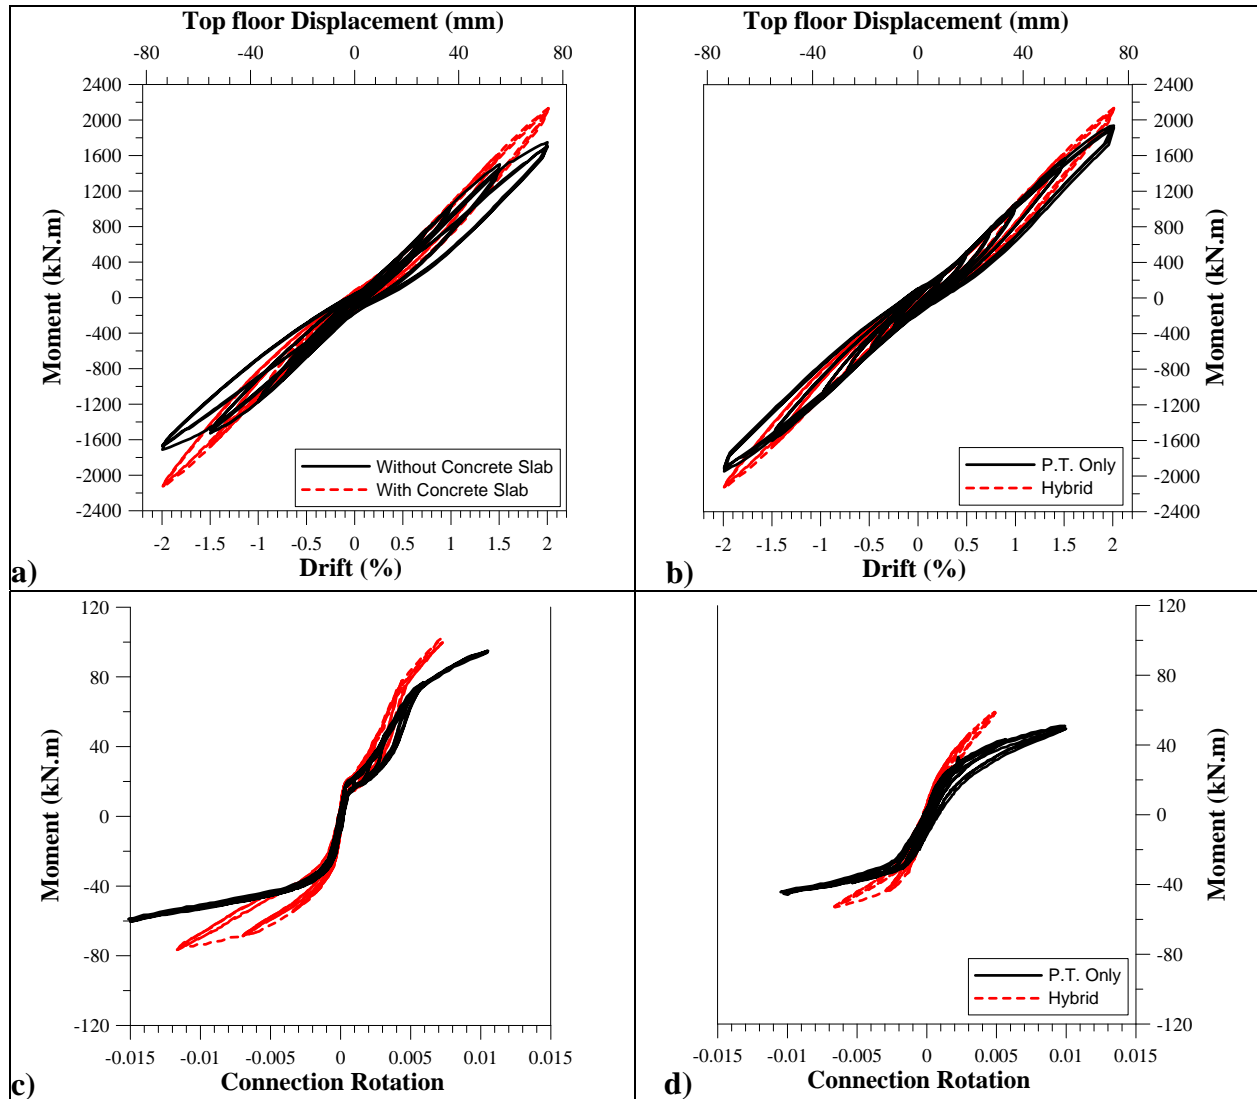 Top floor Displacement (mm)
-80 -40 0 40 80
2400
2000
1600
1200
800
400
0
-400
-800
-1200
-1600
-2000
-2400
Moment (kN.m)
Without Concrete Slab
With Concrete Slab
-2 -1.5 -1 -0.5 0 0.5 1 1.5 2
Drift (%)
a)
Top floor Displacement (mm)
-80 -40 0 40 80
2400
2000
1600
1200
800
400
0
-400
-800
-1200
-1600
-2000
-2400
Moment (kN.m)
P.T. Only
Hybrid
-2 -1.5 -1 -0.5 0 0.5 1 1.5 2
Drift (%)
b)
120
80
40
0
-40
-80
-120
Moment (kN.m)
-0.015 -0.01 -0.005 0 0.005 0.01 0.015
Connection Rotation
c)
120
80
40
0
-40
-80
-120
Moment (kN.m)
P.T. Only
Hybrid
-0.015 -0.01 -0.005 0 0.005 0.01 0.015
Connection Rotation
d)